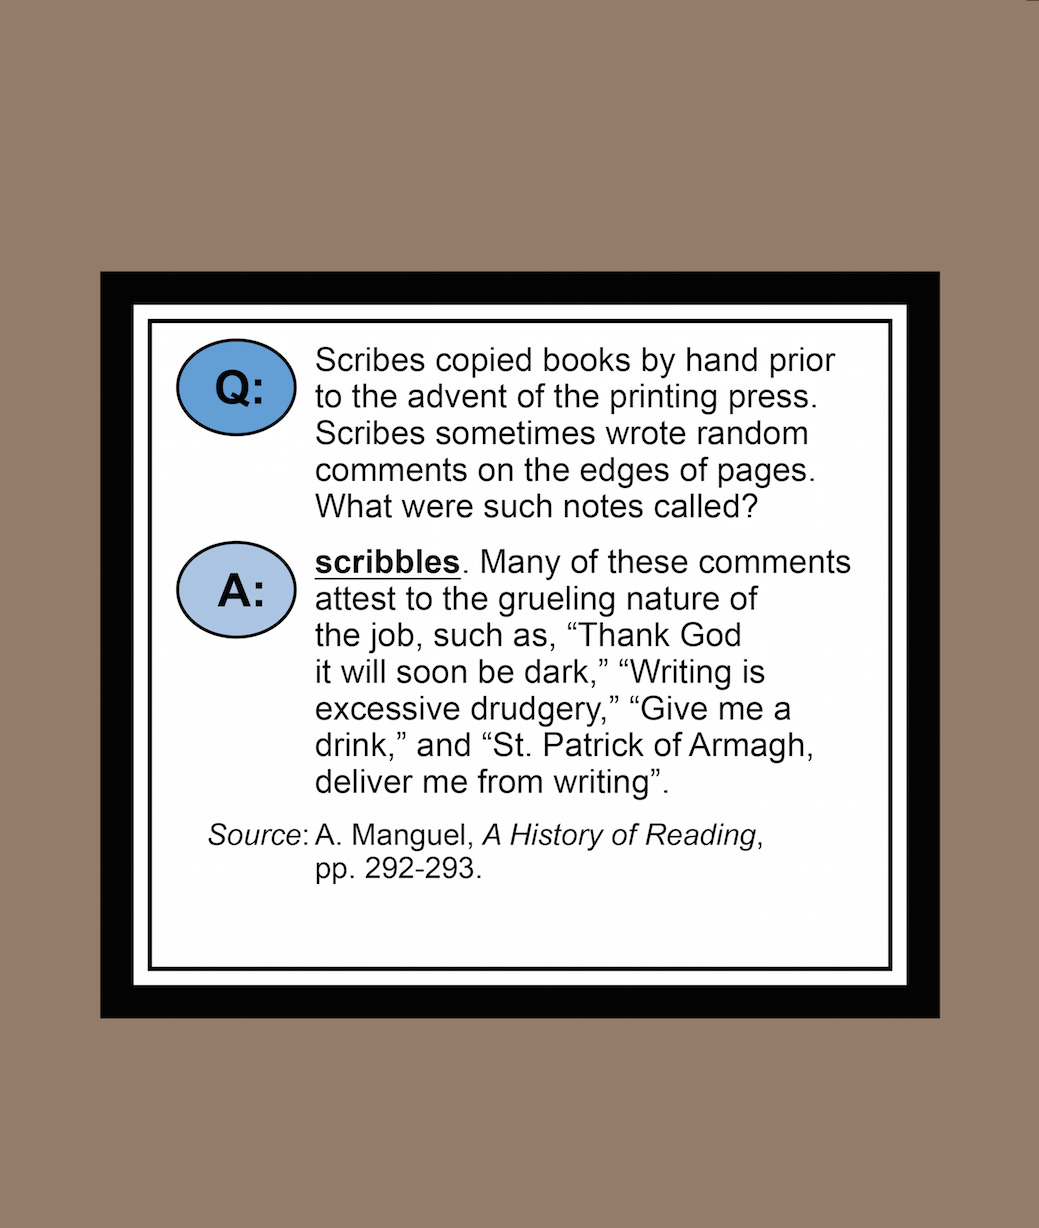 Q: Scribes copied books by hand prior
to the advent of the printing press.
Scribes sometimes wrote random
comments on the edges of pages.
What were such notes called?
A: scribbles. Many of these comments
attest to the grueling nature of
the job, such as, “Thank God
it will soon be dark,” “Writing is
excessive drudgery,” “Give me a
drink,” and “St. Patrick of Armagh,
deliver me from writing”.
Source: A. Manguel, A History of Reading,
pp. 292-293.